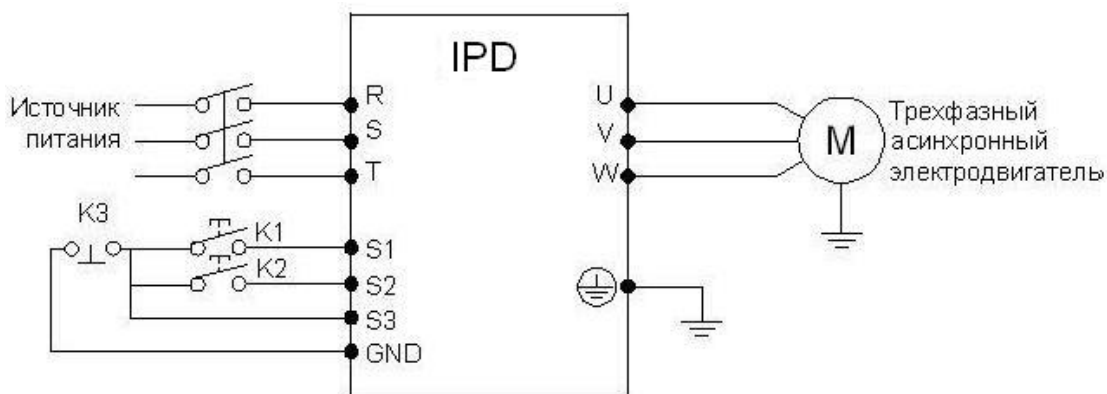 IPD
Источник
питания
R
S
T
U
V
W
M
Трехфазный
асинхронный
электродвигатель
K3
K1
K2
S1
S2
S3
GND